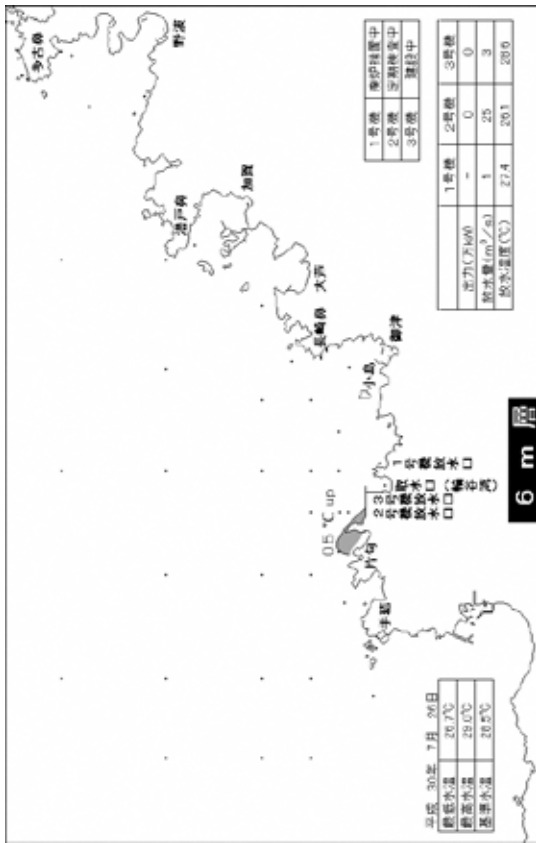 多古鼻
野波
潜戸鼻
加賀
大芦
長崎鼻
御津
小島
1号機放水口
取水口(輪谷湾)
3号機放水口
2号機放水口
0.5 ℃ up
片句
手結
1号機 廃炉措置中
2号機 定期検査中
3号機 建設中
1号機 2号機 3号機
出力(万kW) - 0 0
放水量(m³/s) 1 25 3
放水温度(℃) 27.4 26.1 28.6
6 m 層
平成 30年 7月 26日
最低水温 26.7℃
最高水温 29.0℃
基準水温 28.5℃